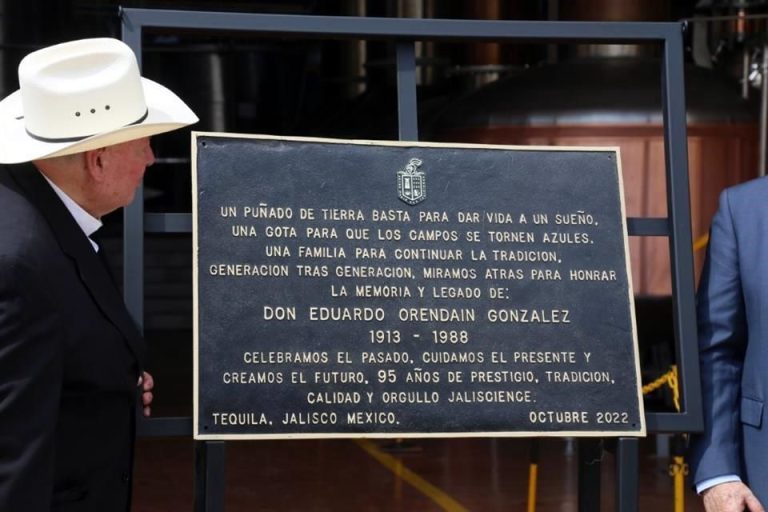 UN PUÑADO DE TIERRA BASTA PARA DAR VIDA A UN SUEÑO,
UNA GOTA PARA QUE LOS CAMPOS SE TORNEN AZULES.
UNA FAMILIA PARA CONTINUAR LA TRADICION,
GENERACION TRAS GENERACION, MIRAMOS ATRAS PARA HONRAR
LA MEMORIA Y LEGADO DE:
DON EDUARDO ORENDAIN GONZALEZ
1913 - 1988
CELEBRAMOS EL PASADO, CUIDAMOS EL PRESENTE Y
CREAMOS EL FUTURO, 95 AÑOS DE PRESTIGIO, TRADICION,
CALIDAD Y ORGULLO JALISCIENCE.
TEQUILA, JALISCO MEXICO. OCTUBRE 2022